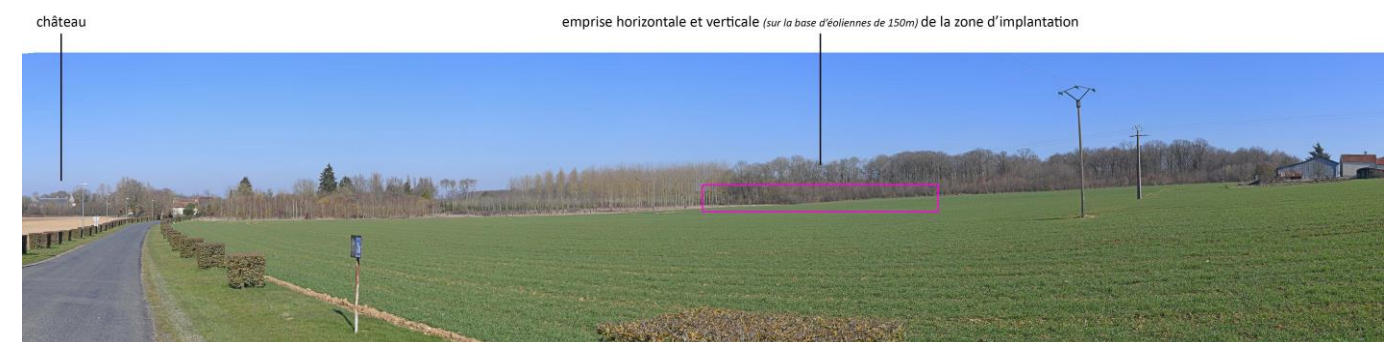 château
emprise horizontale et verticale (sur la base d'éoliennes de 150m) de la zone d'implantation